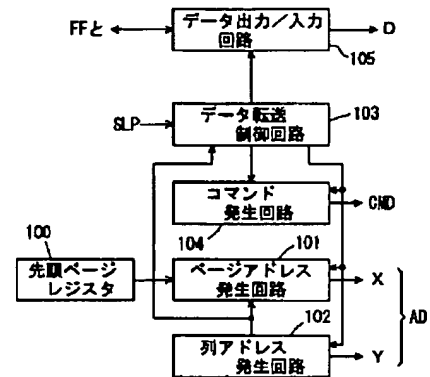 FFと
データ出力/入力
回路
D
105
SLP
データ転送
制御回路
103
コマンド
発生回路
CMD
104
100
101
先頭ページ
レジスタ
ページアドレス
発生回路
X
AD
102
列アドレス
発生回路
Y